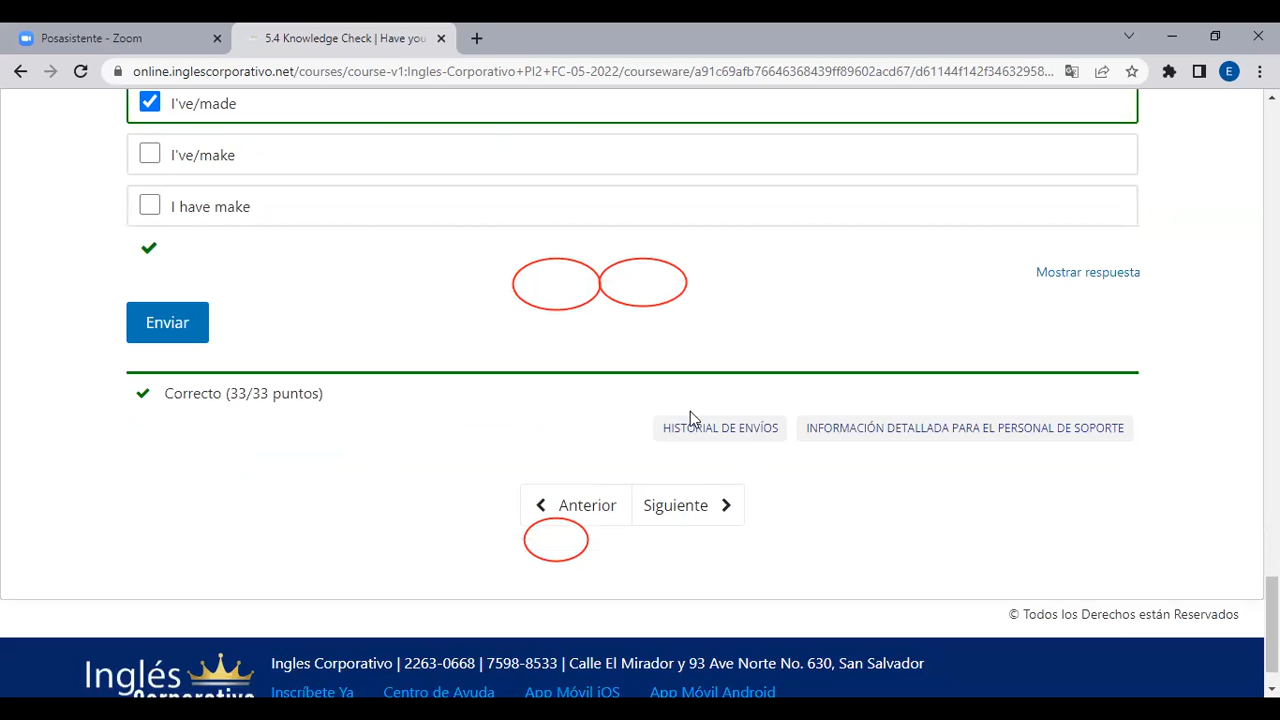 Posasistente - Zoom
5.4 Knowledge Check | Have you
online.inglescorporativo.net/courses/course-v1:Ingles-Corporativo+PI2+FC-05-2022/courseware/a91c69afb76646368439ff89602acd67/d61144f142f34632958...
E
I've/made
I've/make
I have make
Mostrar respuesta
Enviar
Correcto (33/33 puntos)
HISTORIAL DE ENVÍOS
INFORMACIÓN DETALLADA PARA EL PERSONAL DE SOPORTE
Anterior
Siguiente
© Todos los Derechos están Reservados
Inglés
Corporativo
Ingles Corporativo | 2263-0668 | 7598-8533 | Calle El Mirador y 93 Ave Norte No. 630, San Salvador
Inscríbete Ya
Centro de Ayuda
App Móvil iOS
App Móvil Android